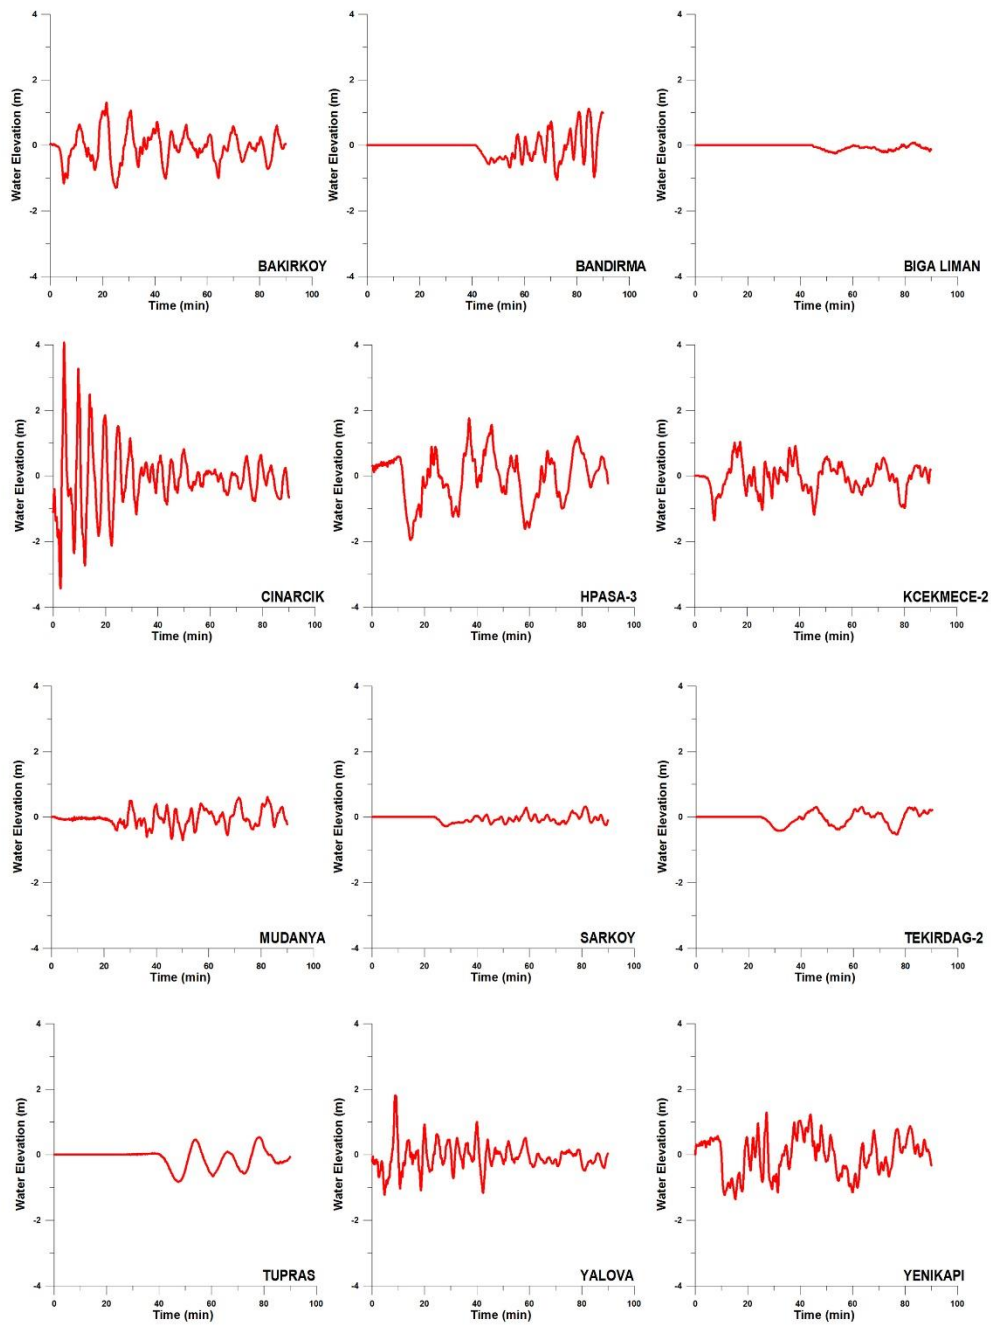 4 4 4
2 2 2
0 0 0
-2 -2 -2
-4 -4 -4
Water Elevation (m) Water Elevation (m) Water Elevation (m)
BAKIRKOY BANDIRMA BIGA LIMAN
0 20 40 60 80 100 0 20 40 60 80 100 0 20 40 60 80 100
Time (min) Time (min) Time (min)
4 4 4
2 2 2
0 0 0
-2 -2 -2
-4 -4 -4
Water Elevation (m) Water Elevation (m) Water Elevation (m)
CINARCIK HPASA-3 KCEKMECE-2
0 20 40 60 80 100 0 20 40 60 80 100 0 20 40 60 80 100
Time (min) Time (min) Time (min)
4 4 4
2 2 2
0 0 0
-2 -2 -2
-4 -4 -4
Water Elevation (m) Water Elevation (m) Water Elevation (m)
MUDANYA SARKOY TEKIRDAG-2
0 20 40 60 80 100 0 20 40 60 80 100 0 20 40 60 80 100
Time (min) Time (min) Time (min)
4 4 4
2 2 2
0 0 0
-2 -2 -2
-4 -4 -4
Water Elevation (m) Water Elevation (m) Water Elevation (m)
TUPRAS YALOVA YENIKAPI
0 20 40 60 80 100 0 20 40 60 80 100 0 20 40 60 80 100
Time (min) Time (min) Time (min)